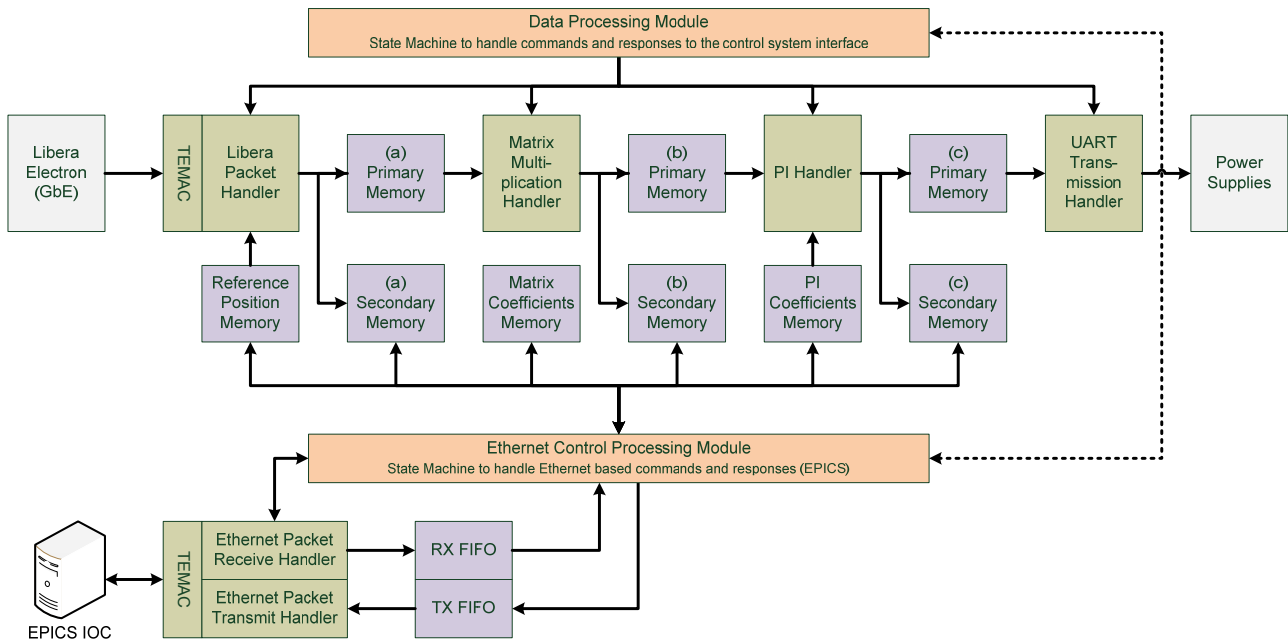 Data Processing Module
State Machine to handle commands and responses to the control system interface
Libera
Electron
(GbE)
TEMAC
Libera
Packet
Handler
(a)
Primary
Memory
Matrix
Multi-
plication
Handler
(b)
Primary
Memory
PI Handler
(c)
Primary
Memory
UART
Trans-
mission
Handler
Power
Supplies
Reference
Position
Memory
(a)
Secondary
Memory
Matrix
Coefficients
Memory
(b)
Secondary
Memory
PI
Coefficients
Memory
(c)
Secondary
Memory
Ethernet Control Processing Module
State Machine to handle Ethernet based commands and responses (EPICS)
TEMAC
Ethernet Packet
Receive Handler
RX FIFO
Ethernet Packet
Transmit Handler
TX FIFO
EPICS IOC